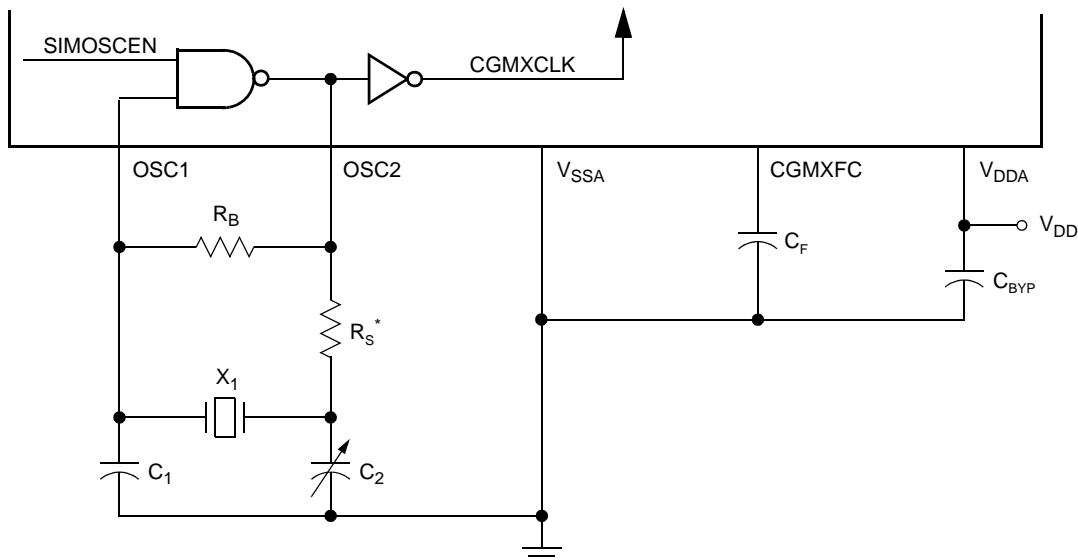 SIMOSCEN
CGMXCLK
OSC1
OSC2
VSSA
CGMXFC
VDDA
RB
VDD
CF
CBYP
RS*
X1
C1
C2